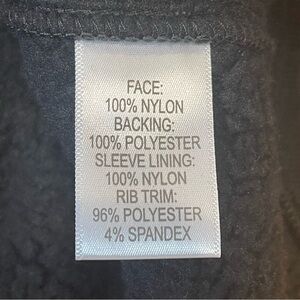 FACE:
100% NYLON
BACKING:
100% POLYESTER
SLEEVE LINING:
100% NYLON
RIB TRIM:
96% POLYESTER
4% SPANDEX